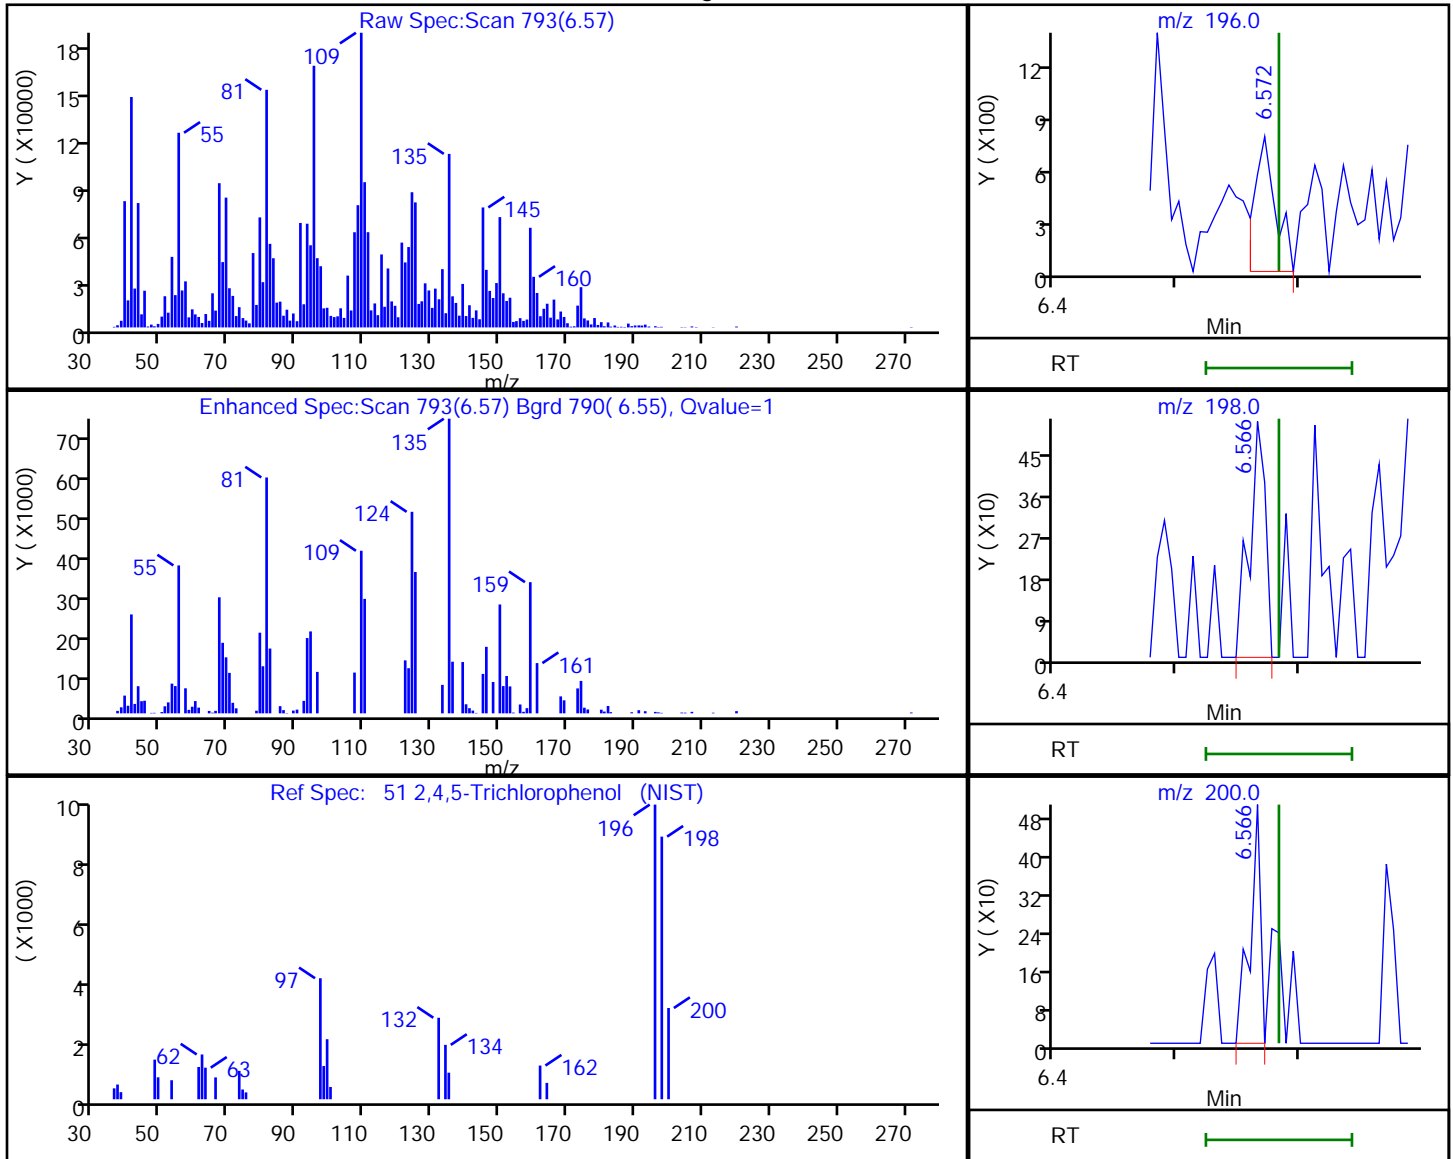 Raw Spec:Scan 793(6.57)
Y ( X10000)
18
15
12
9
6
3
0
109
81
55
135
145
160
30 50 70 90 110 130 150 170 190 210 230 250 270
m/z
m/z 196.0
Y ( X100)
12
9
6
3
0
6.572
6.4
Min
RT
Enhanced Spec:Scan 793(6.57) Bgrd 790( 6.55), Qvalue=1
Y ( X1000)
70
60
50
40
30
20
10
0
135
81
124
109
55
159
161
30 50 70 90 110 130 150 170 190 210 230 250 270
m/z
m/z 198.0
Y ( X10)
45
36
27
18
9
0
6.566
6.4
Min
RT
Ref Spec: 51 2,4,5-Trichlorophenol (NIST)
( X1000)
10
8
6
4
2
0
196
198
97
132
200
134
62
63
162
30 50 70 90 110 130 150 170 190 210 230 250 270
m/z 200.0
Y ( X10)
48
40
32
24
16
8
0
6.566
6.4
Min
RT